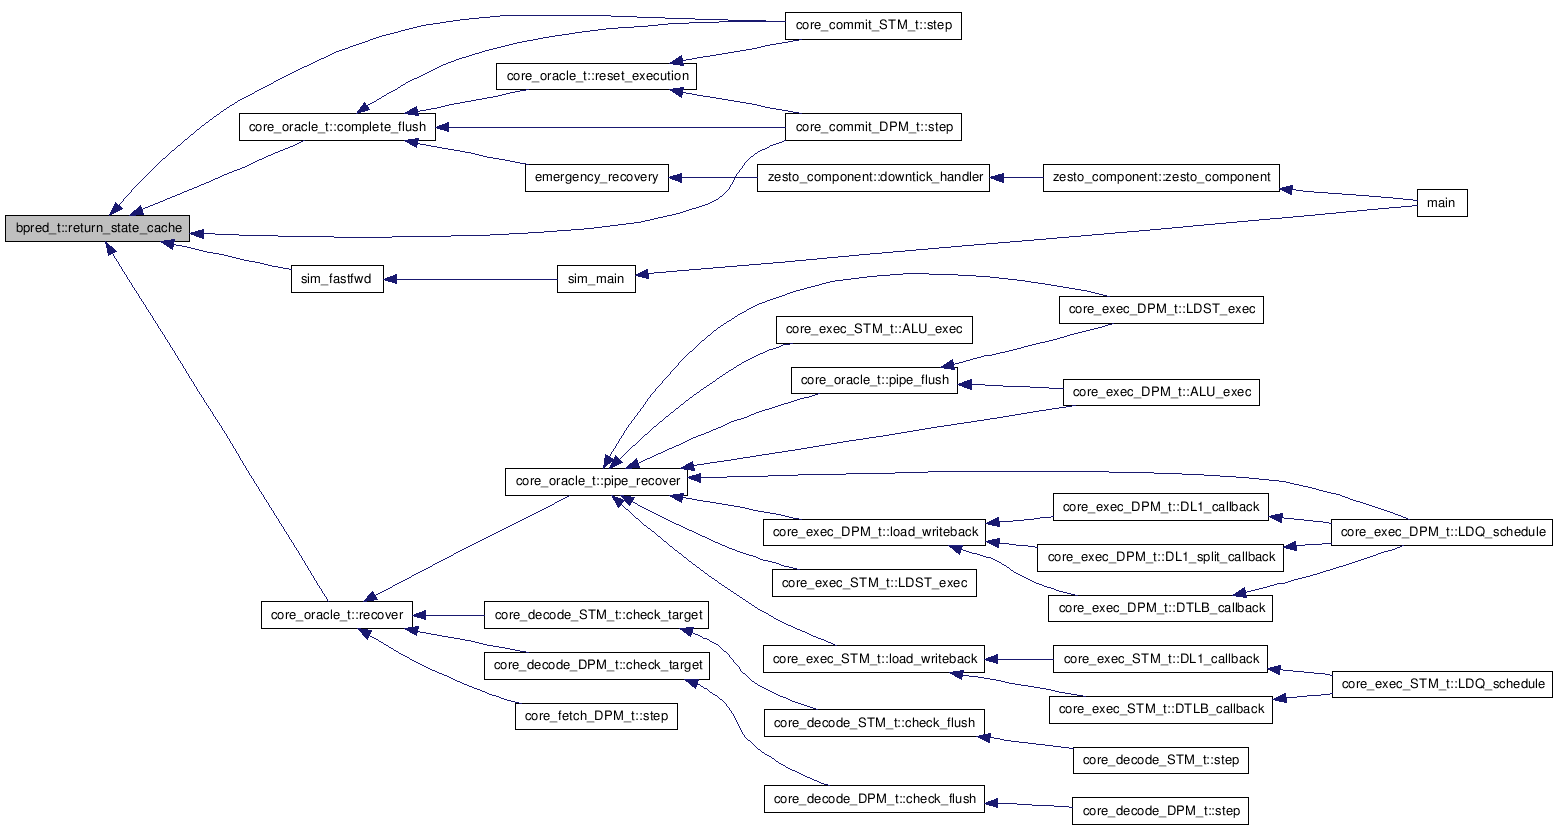 core_commit_STM_t::step
core_oracle_t::reset_execution
core_oracle_t::complete_flush
core_commit_DPM_t::step
emergency_recovery
zesto_component::downtick_handler
zesto_component::zesto_component
main
bpred_t::return_state_cache
sim_fastfwd
sim_main
core_exec_DPM_t::LDST_exec
core_exec_STM_t::ALU_exec
core_oracle_t::pipe_flush
core_exec_DPM_t::ALU_exec
core_oracle_t::pipe_recover
core_exec_DPM_t::DL1_callback
core_exec_DPM_t::load_writeback
core_exec_DPM_t::LDQ_schedule
core_exec_DPM_t::DL1_split_callback
core_exec_STM_t::LDST_exec
core_exec_DPM_t::DTLB_callback
core_oracle_t::recover
core_decode_STM_t::check_target
core_decode_DPM_t::check_target
core_exec_STM_t::load_writeback
core_exec_STM_t::DL1_callback
core_exec_STM_t::LDQ_schedule
core_exec_STM_t::DTLB_callback
core_fetch_DPM_t::step
core_decode_STM_t::check_flush
core_decode_STM_t::step
core_decode_DPM_t::check_flush
core_decode_DPM_t::step